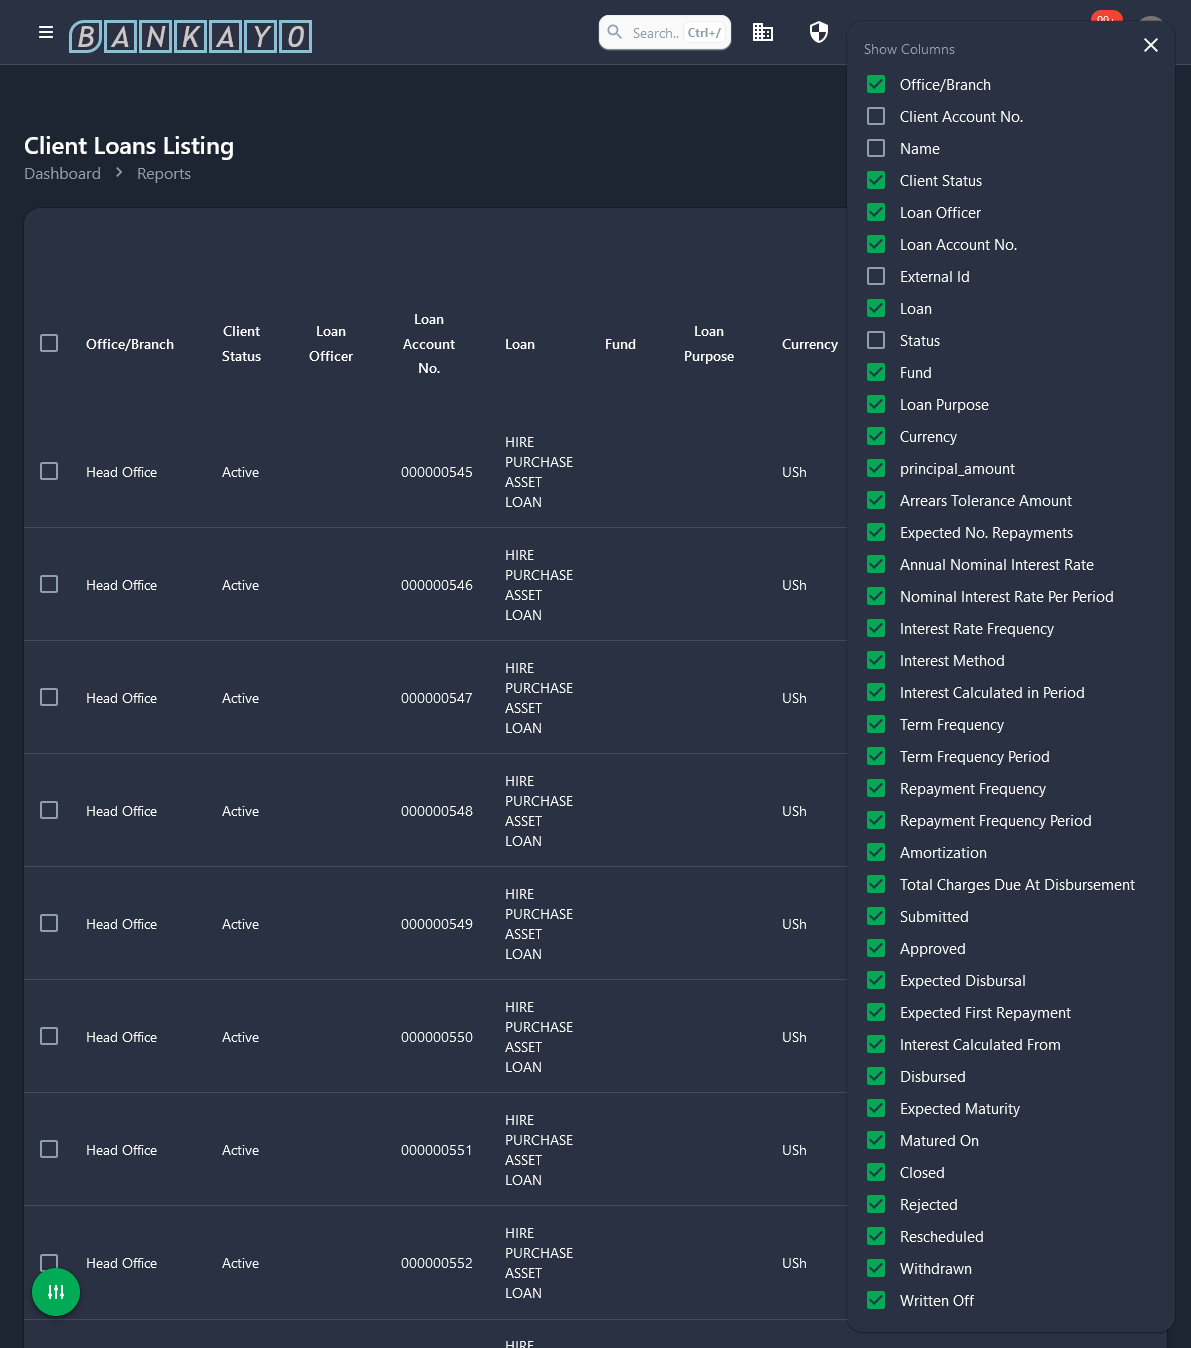 BANKAYO
Search.. Ctrl+/
Client Loans Listing
Dashboard
Reports
Office/Branch
Client
Status
Loan
Officer
Loan
Account
No.
Loan
Fund
Loan
Purpose
Currency
Head Office
Active
000000545
HIRE
PURCHASE
ASSET
LOAN
USh
Head Office
Active
000000546
HIRE
PURCHASE
ASSET
LOAN
USh
Head Office
Active
000000547
HIRE
PURCHASE
ASSET
LOAN
USh
Head Office
Active
000000548
HIRE
PURCHASE
ASSET
LOAN
USh
Head Office
Active
000000549
HIRE
PURCHASE
ASSET
LOAN
USh
Head Office
Active
000000550
HIRE
PURCHASE
ASSET
LOAN
USh
Head Office
Active
000000551
HIRE
PURCHASE
ASSET
LOAN
USh
Head Office
Active
000000552
HIRE
PURCHASE
ASSET
LOAN
USh
HIRE
Show Columns
Office/Branch
Client Account No.
Name
Client Status
Loan Officer
Loan Account No.
External Id
Loan
Status
Fund
Loan Purpose
Currency
principal_amount
Arrears Tolerance Amount
Expected No. Repayments
Annual Nominal Interest Rate
Nominal Interest Rate Per Period
Interest Rate Frequency
Interest Method
Interest Calculated in Period
Term Frequency
Term Frequency Period
Repayment Frequency
Repayment Frequency Period
Amortization
Total Charges Due At Disbursement
Submitted
Approved
Expected Disbursal
Expected First Repayment
Interest Calculated From
Disbursed
Expected Maturity
Matured On
Closed
Rejected
Rescheduled
Withdrawn
Written Off